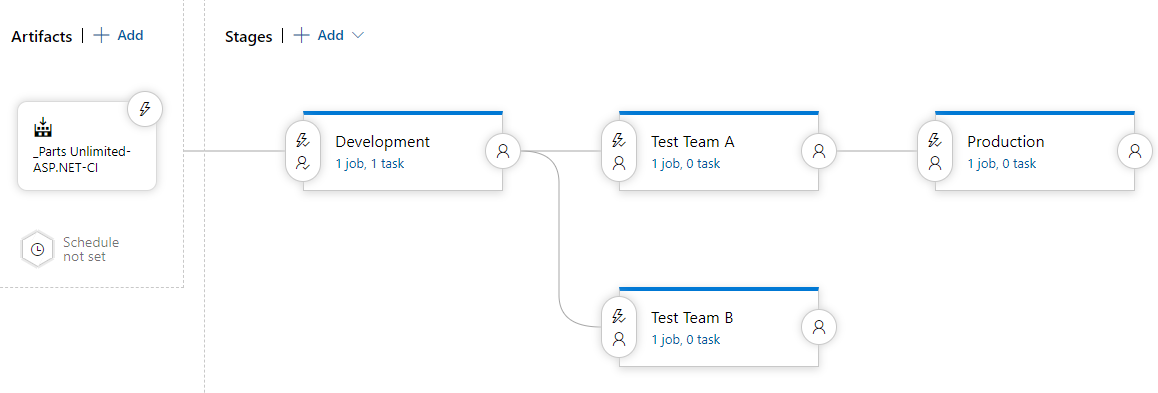 Artifacts | + Add
Stages | + Add
_Parts Unlimited-
ASP.NET-CI
Schedule
not set
Development
1 job, 1 task
Test Team A
1 job, 0 task
Production
1 job, 0 task
Test Team B
1 job, 0 task